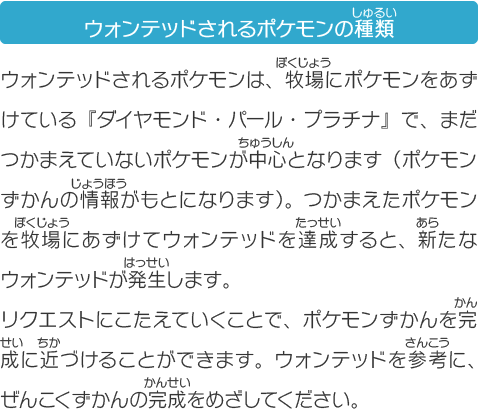 ウォンテッドされるポケモンの種類
ウォンテッドされるポケモンは、牧場にポケモンをあず
けている『ダイヤモンド・パール・プラチナ』で、まだ
つかまえていないポケモンが中心となります（ポケモン
ずかんの情報がもとになります）。つかまえたポケモン
を牧場にあずけてウォンテッドを達成すると、新たな
ウォンテッドが発生します。
リクエストにこたえていくことで、ポケモンずかんを完
成に近づけることができます。ウォンテッドを参考に、
ぜんこくずかんの完成をめざしてください。